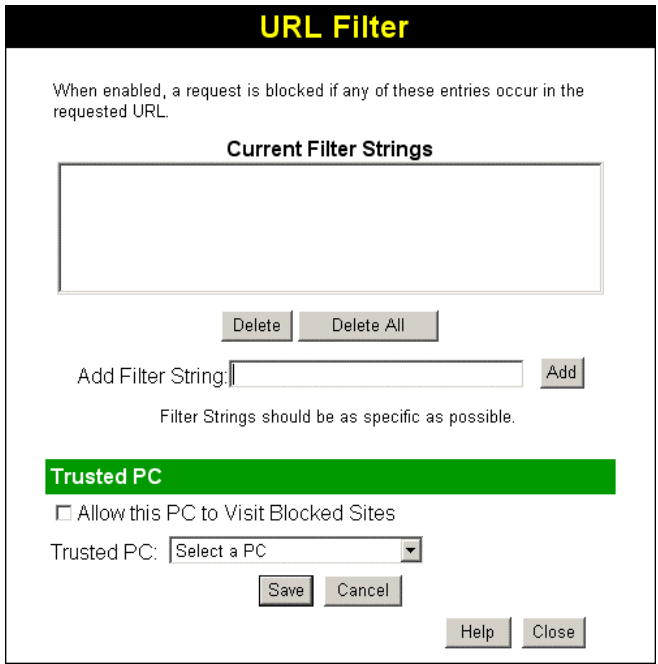 URL Filter
When enabled, a request is blocked if any of these entries occur in the
requested URL.
Current Filter Strings
Delete Delete All
Add Filter String: Add
Filter Strings should be as specific as possible.
Trusted PC
Allow this PC to Visit Blocked Sites
Trusted PC: Select a PC
Save Cancel
Help Close